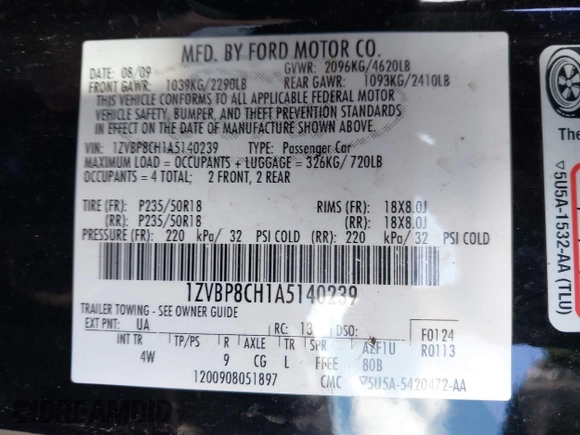 MFD. BY FORD MOTOR CO.
DATE: 08/09 GVWR: 2096KG/4620LB
FRONT GAWR: 1039KG/2290LB REAR GAWR: 1093KG/2410LB
THIS VEHICLE CONFORMS TO ALL APPLICABLE FEDERAL MOTOR
VEHICLE SAFETY, BUMPER, AND THEFT PREVENTION STANDARDS
IN EFFECT ON THE DATE OF MANUFACTURE SHOWN ABOVE.
VIN: 1ZVBP8CH1A5140239 TYPE: Passenger Car
MAXIMUM LOAD = OCCUPANTS + LUGGAGE = 326KG/ 720LB
OCCUPANTS = 4 TOTAL; 2 FRONT, 2 REAR
TIRE (FR): P235/50R18 RIMS (FR): 18X8.0J
(RR): P235/50R18 (RR): 18X8.0J
PRESSURE (FR): 220 kPa/ 32 PSI COLD (RR): 220 kPa/ 32 PSI COLD
1ZVBP8CH1A5140239
TRAILER TOWING - SEE OWNER GUIDE
EXT PNT: UA RC: 13 DSO: F0124
INT TR TP/PS R AXLE TR SPR A2F1U R0113
4W 9 CG L FREE 80B
1200908051897 CMC ▽5U5A-5420472-AA
The
▽5U5A-1532-AA (TLU)
IDREAMBID